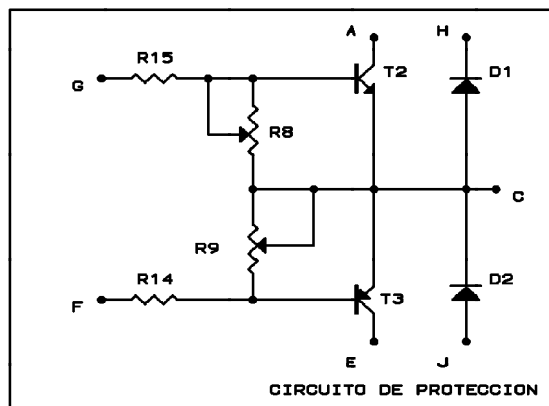 A H
R15 D1
G T2
R8
C
R9
R14 D2
F T3
E J
CIRCUITO DE PROTECCION